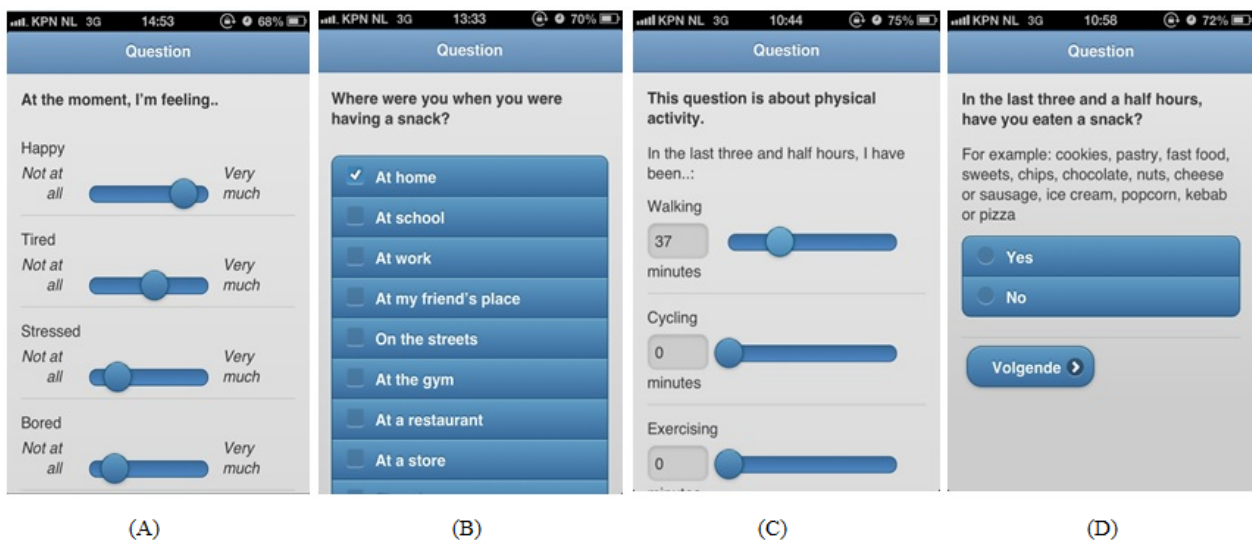 KPN NL 3G 14:53 68%
Question
At the moment, I'm feeling..
Happy
Not at all Very much
Tired
Not at all Very much
Stressed
Not at all Very much
Bored
Not at all Very much
(A)
KPN NL 3G 13:33 70%
Question
Where were you when you were
having a snack?
At home
At school
At work
At my friend's place
On the streets
At the gym
At a restaurant
At a store
(B)
KPN NL 3G 10:44 75%
Question
This question is about physical
activity.
In the last three and half hours, I have
been..:
Walking
37
minutes
Cycling
0
minutes
Exercising
0
(C)
KPN NL 3G 10:58 72%
Question
In the last three and a half hours,
have you eaten a snack?
For example: cookies, pastry, fast food,
sweets, chips, chocolate, nuts, cheese
or sausage, ice cream, popcorn, kebab
or pizza
Yes
No
Volgende
(D)